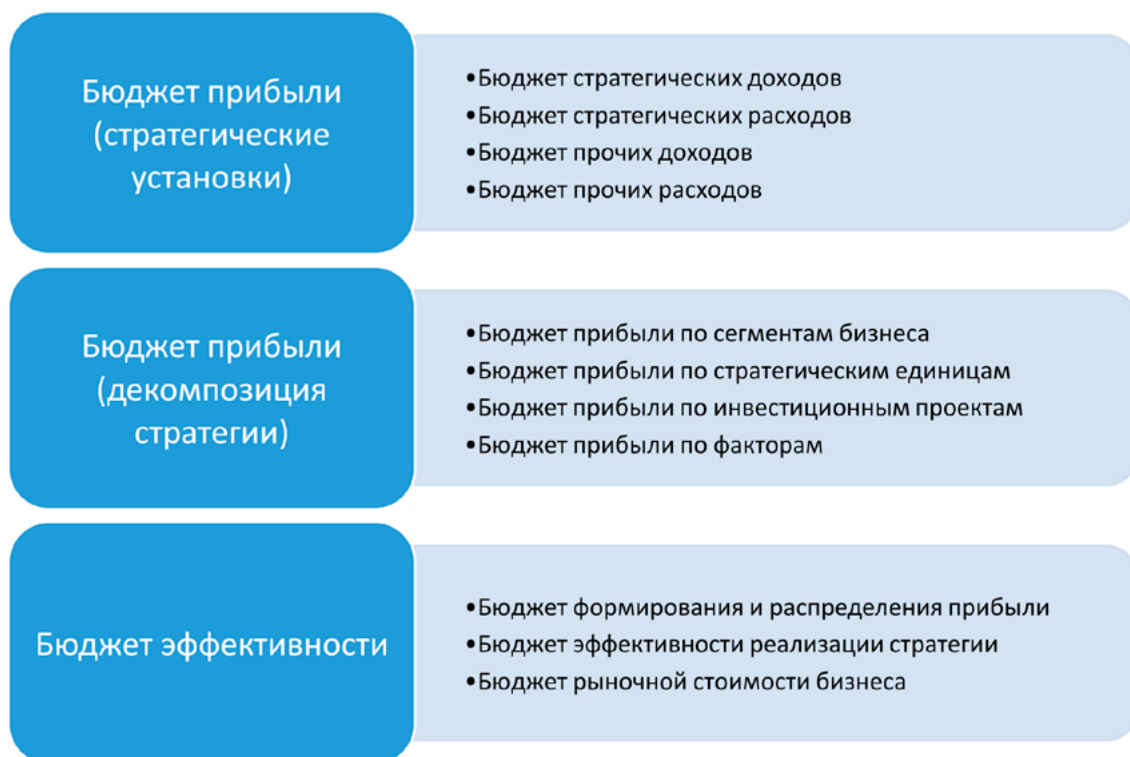 Бюджет прибыли
(стратегические
установки)
•Бюджет стратегических доходов
•Бюджет стратегических расходов
•Бюджет прочих доходов
•Бюджет прочих расходов
Бюджет прибыли
(декомпозиция
стратегии)
•Бюджет прибыли по сегментам бизнеса
•Бюджет прибыли по стратегическим единицам
•Бюджет прибыли по инвестиционным проектам
•Бюджет прибыли по факторам
Бюджет эффективности
•Бюджет формирования и распределения прибыли
•Бюджет эффективности реализации стратегии
•Бюджет рыночной стоимости бизнеса